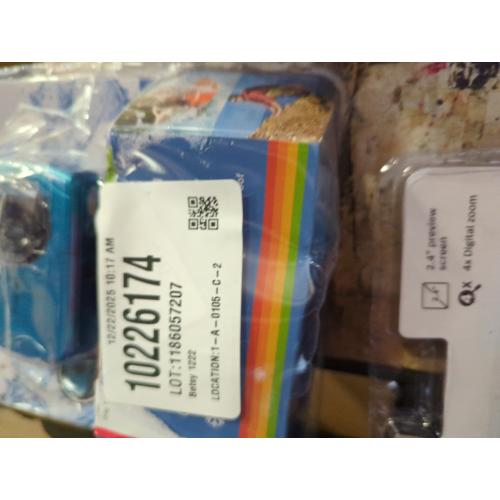 12/22/2025 10:17 AM
10226174
LOT:1186057207
Betsy 1222
LOCATION:1-A-0105-C-2
2.4" preview
screen
4x Digital zoom